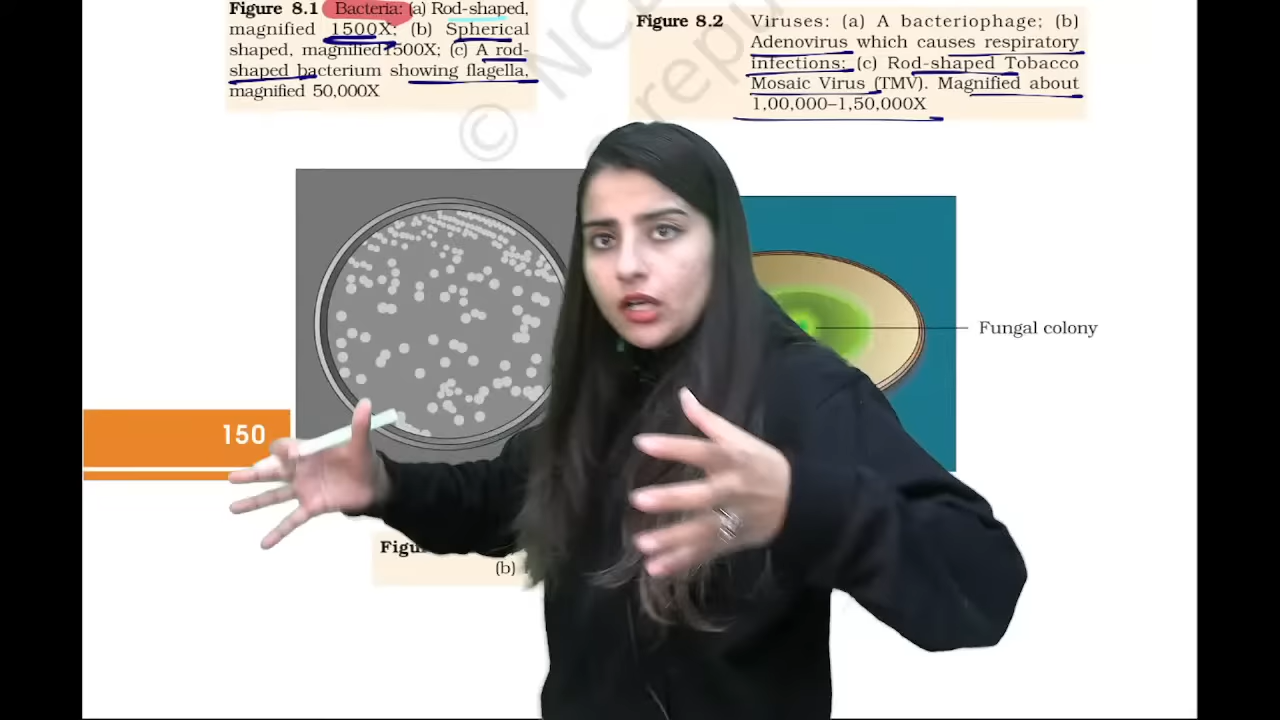 Figure 8.1 Bacteria: (a) Rod-shaped,
magnified 1500X; (b) Spherical
shaped, magnified 1500X; (c) A rod-
shaped bacterium showing flagella,
magnified 50,000X
Figure 8.2 Viruses: (a) A bacteriophage; (b)
Adenovirus which causes respiratory
infections; (c) Rod-shaped Tobacco
Mosaic Virus (TMV). Magnified about
1,00,000–1,50,000X
Fungal colony
150
(b)